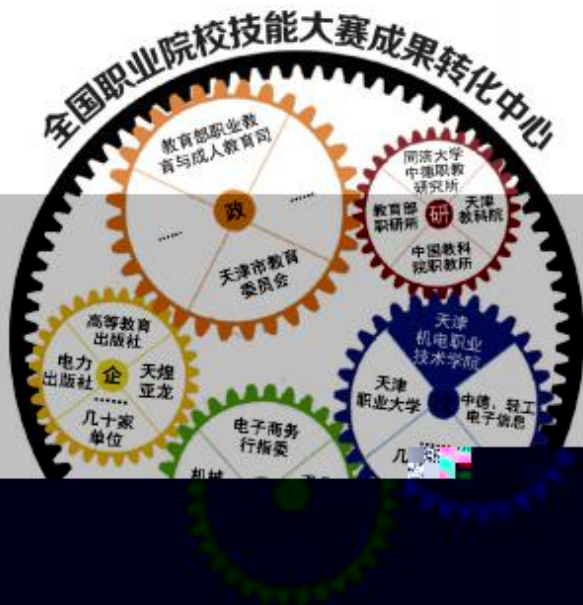 全国职业院校技能大赛成果转化中心
教育部职业教
育与成人教育司
……
……
政
天津市教育
委员会
同济大学
中德职教
研究所
教育部
职研所
研
天津
教科院
中国教科
院职教所
高等教育
出版社
电力
出版社
企
天煌
亚龙
……
几十家
单位
天津
机电职业
技术学院
天津
职业大学
中德、轻工
电子信息
……
电子商务
行指委
机械